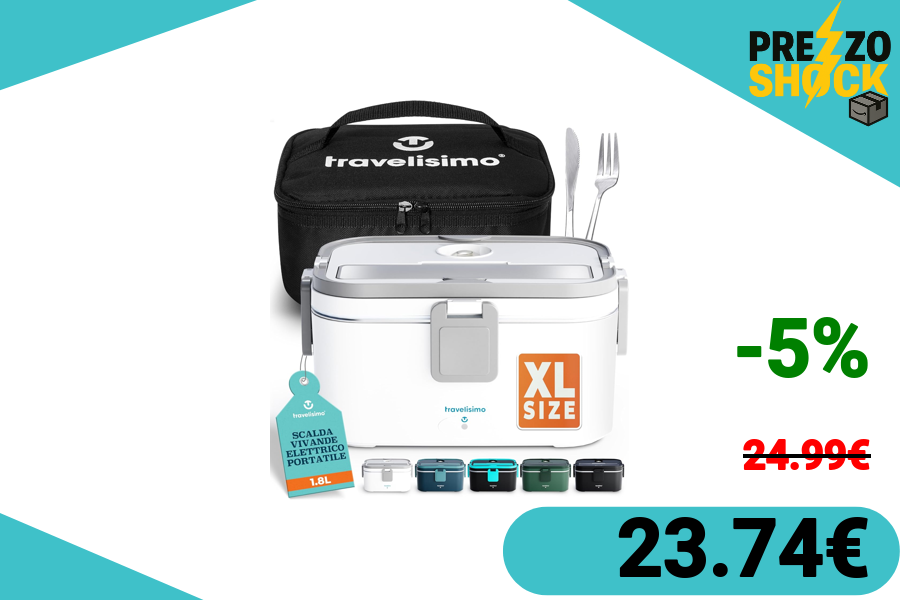 PREZZO
SHOCK
travelisimo®
XL
SIZE
travelisimo
travelisimo®
SCALDA
VIVANDE
ELETTRICO
PORTATILE
1.8L
-5%
24.99€
23.74€